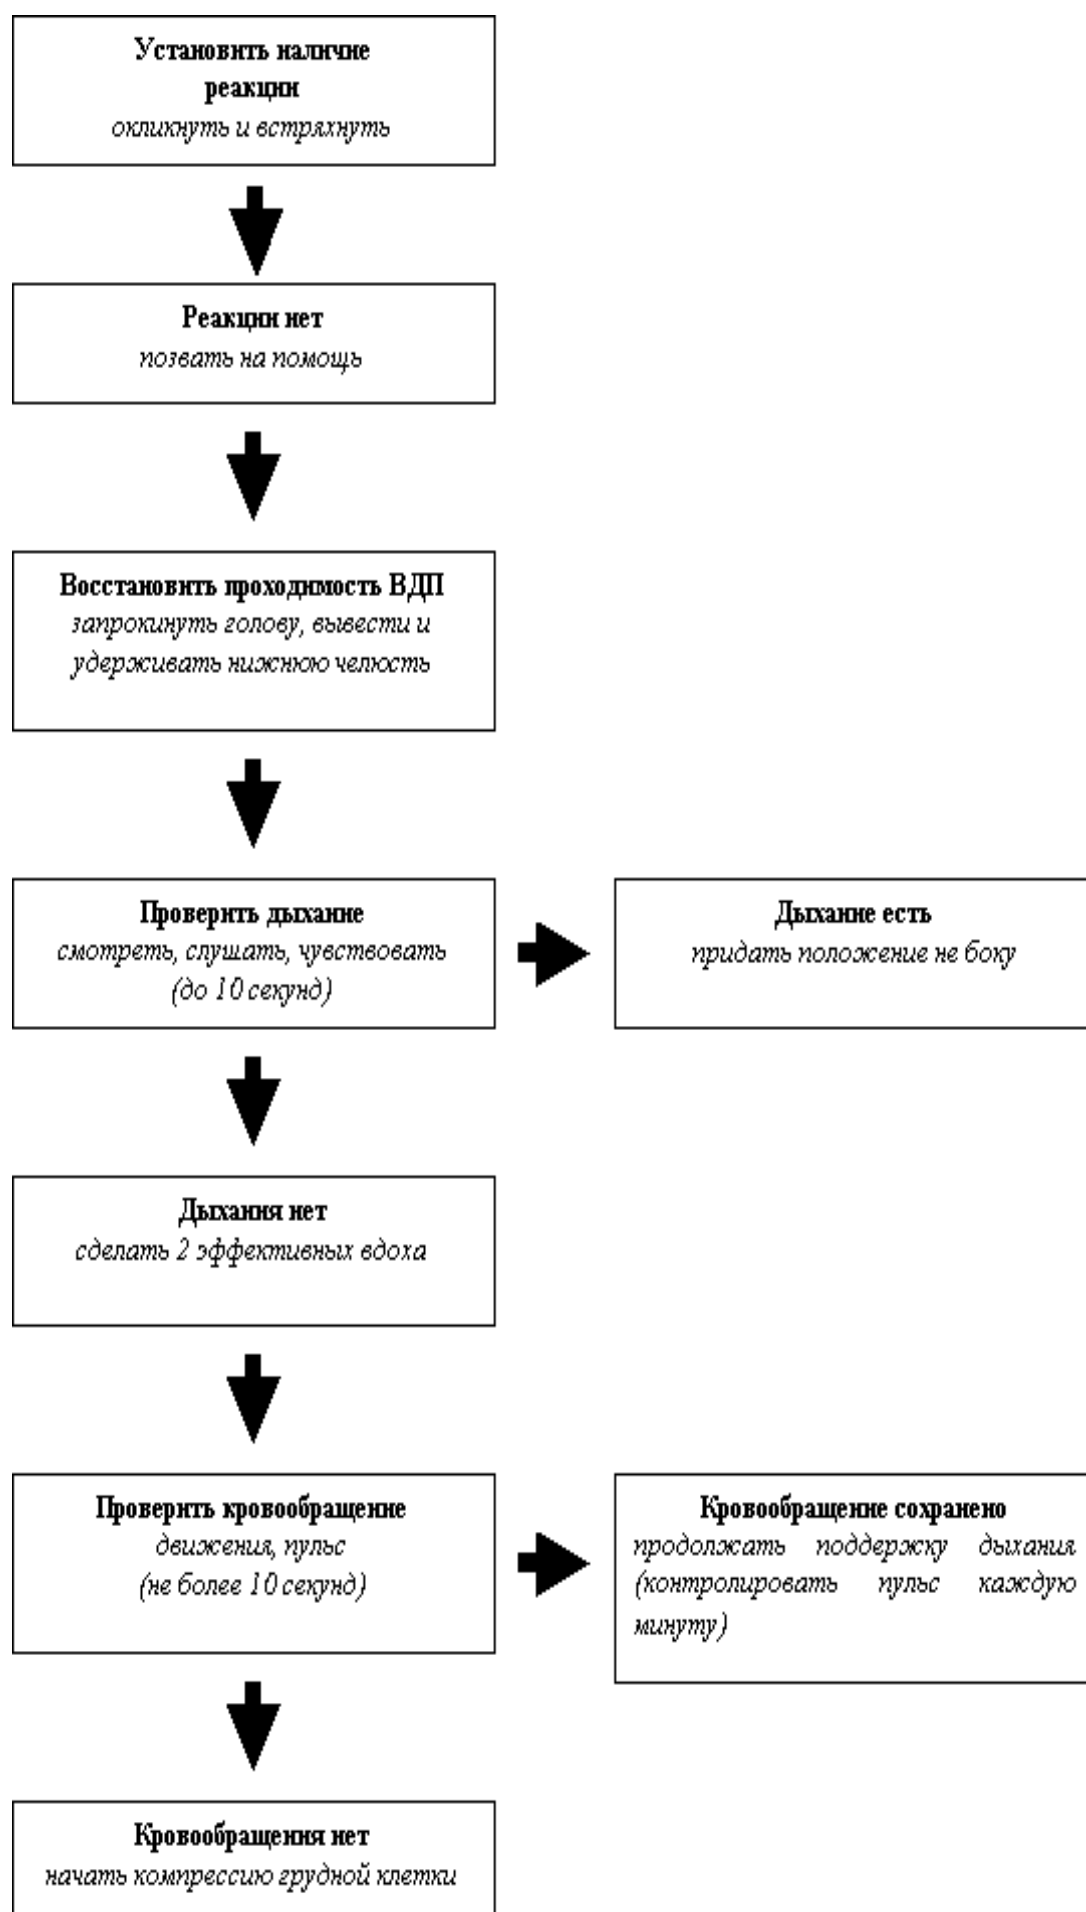 Установить наличие
реакции
окликнуть и встряхнуть
Реакции нет
позвать на помощь
Восстановить проходимость ВДП
запрокинуть голову, вывести и
удерживать нижнюю челюсть
Проверить дыхание
смотреть, слушать, чувствовать
(до 10 секунд)
Дыхание есть
придать положение не боку
Дыхания нет
сделать 2 эффективных вдоха
Проверить кровообращение
движения, пульс
(не более 10 секунд)
Кровообращение сохранено
продолжать поддержку дыхания
(контролировать пульс каждую
минуту)
Кровообращения нет
начать компрессию грудной клетки